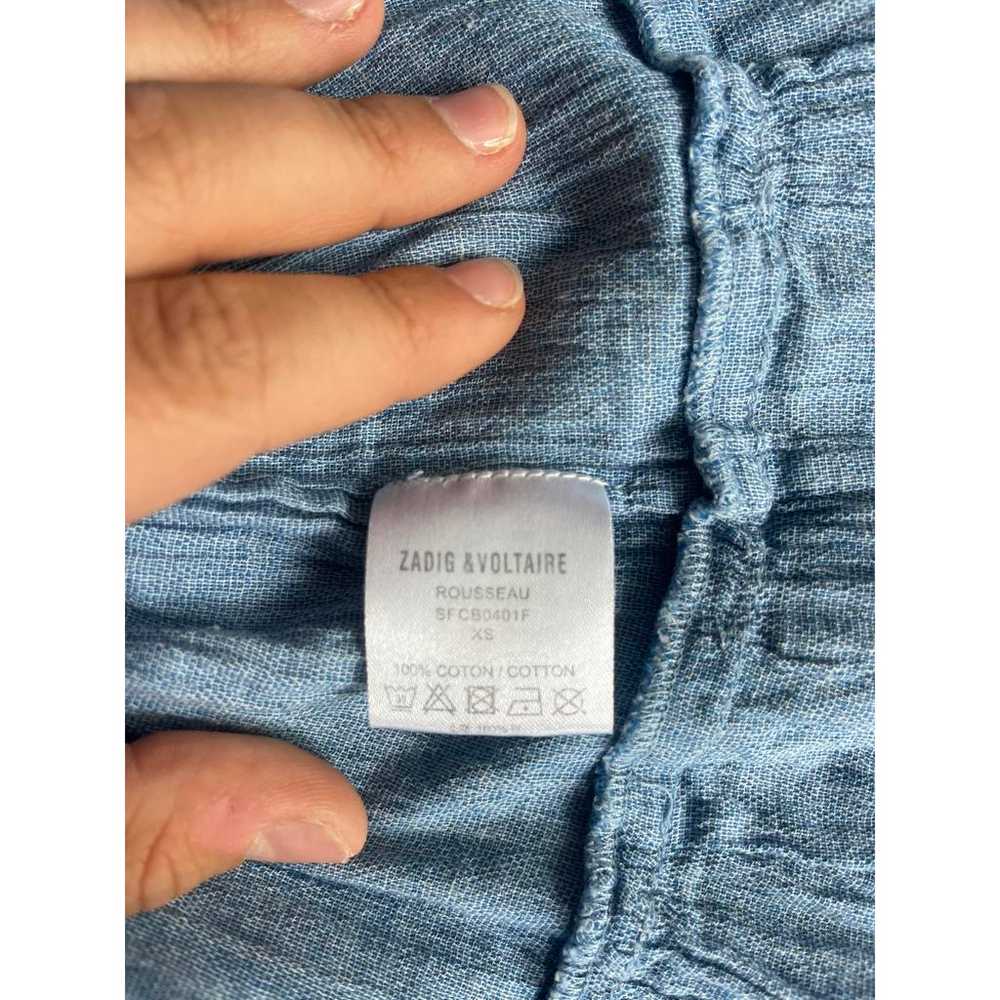 ZADIG & VOLTAIRE
ROUSSEAU
SFCB0401F
XS
100% COTON / COTTON